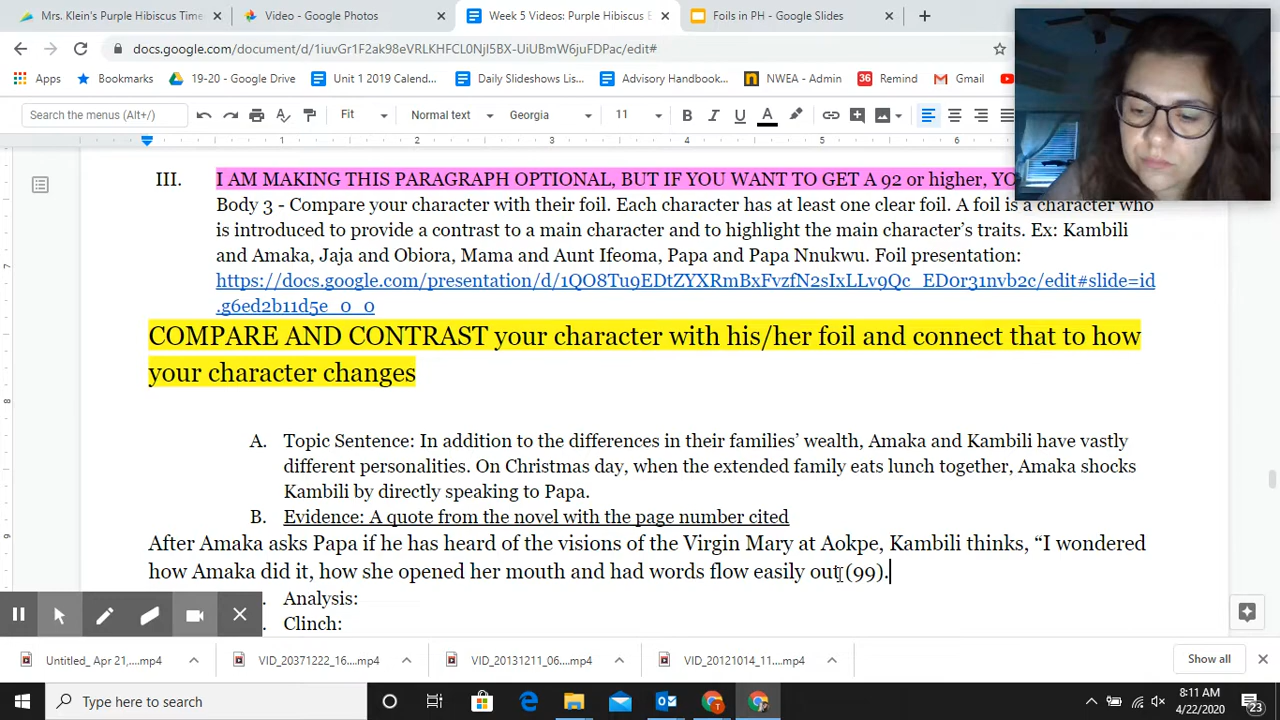 Mrs. Klein's Purple Hibiscus Time
Video - Google Photos
Week 5 Videos: Purple Hibiscus E
Foils in PH - Google Slides
docs.google.com/document/d/1iuvGr1F2ak98eVRLKHFCL0NjI5BX-UiUBmW6juFDPac/edit#
Apps
Bookmarks
19-20 - Google Drive
Unit 1 2019 Calend...
Daily Slideshows Lis...
Advisory Handbook...
NWEA - Admin
36
Remind
Gmail
Search the menus (Alt+/)
Fit
Normal text
Georgia
11
B I U A
2 4 5 6
III. I AM MAKING THIS PARAGRAPH OPTIONAL, BUT IF YOU WANT TO GET A 92 or higher, YO
Body 3 - Compare your character with their foil. Each character has at least one clear foil. A foil is a character who
is introduced to provide a contrast to a main character and to highlight the main character's traits. Ex: Kambili
and Amaka, Jaja and Obiora, Mama and Aunt Ifeoma, Papa and Papa Nnukwu. Foil presentation:
https://docs.google.com/presentation/d/1QO8Tu9EDtZYXRmBxFvzfN2sIxLLv9Qc_ED0r31nvb2c/edit#slide=id
.g6ed2b11d5e_0_0
COMPARE AND CONTRAST your character with his/her foil and connect that to how
your character changes
A. Topic Sentence: In addition to the differences in their families' wealth, Amaka and Kambili have vastly
different personalities. On Christmas day, when the extended family eats lunch together, Amaka shocks
Kambili by directly speaking to Papa.
B. Evidence: A quote from the novel with the page number cited
After Amaka asks Papa if he has heard of the visions of the Virgin Mary at Aokpe, Kambili thinks, “I wondered
how Amaka did it, how she opened her mouth and had words flow easily out (99).
Analysis:
Clinch:
7
8
9
Untitled_ Apr 21,....mp4
VID_20371222_16....mp4
VID_20131211_06....mp4
VID_20121014_11....mp4
Show all
Type here to search
8:11 AM
4/22/2020
23